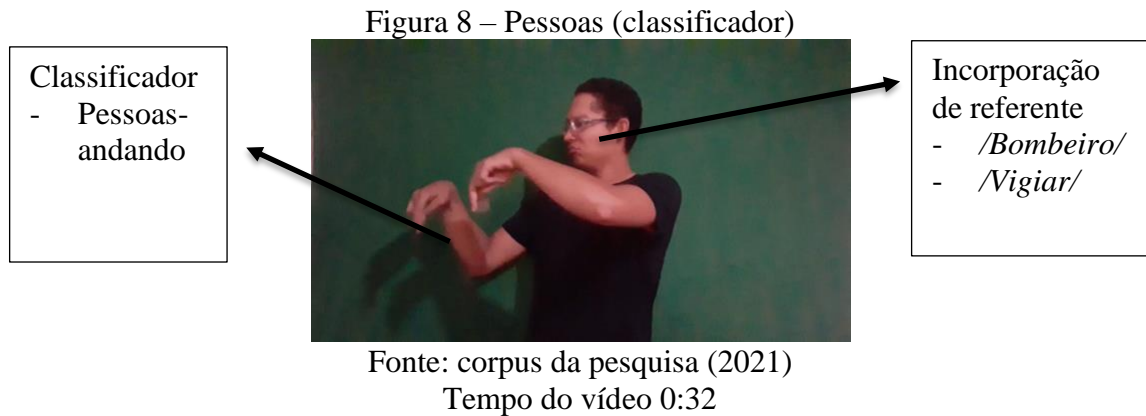 Figura 8 – Pessoas (classificador)
Classificador
- Pessoas-
andando
Incorporação
de referente
- /Bombeiro/
- /Vigiar/
Fonte: corpus da pesquisa (2021)
Tempo do vídeo 0:32